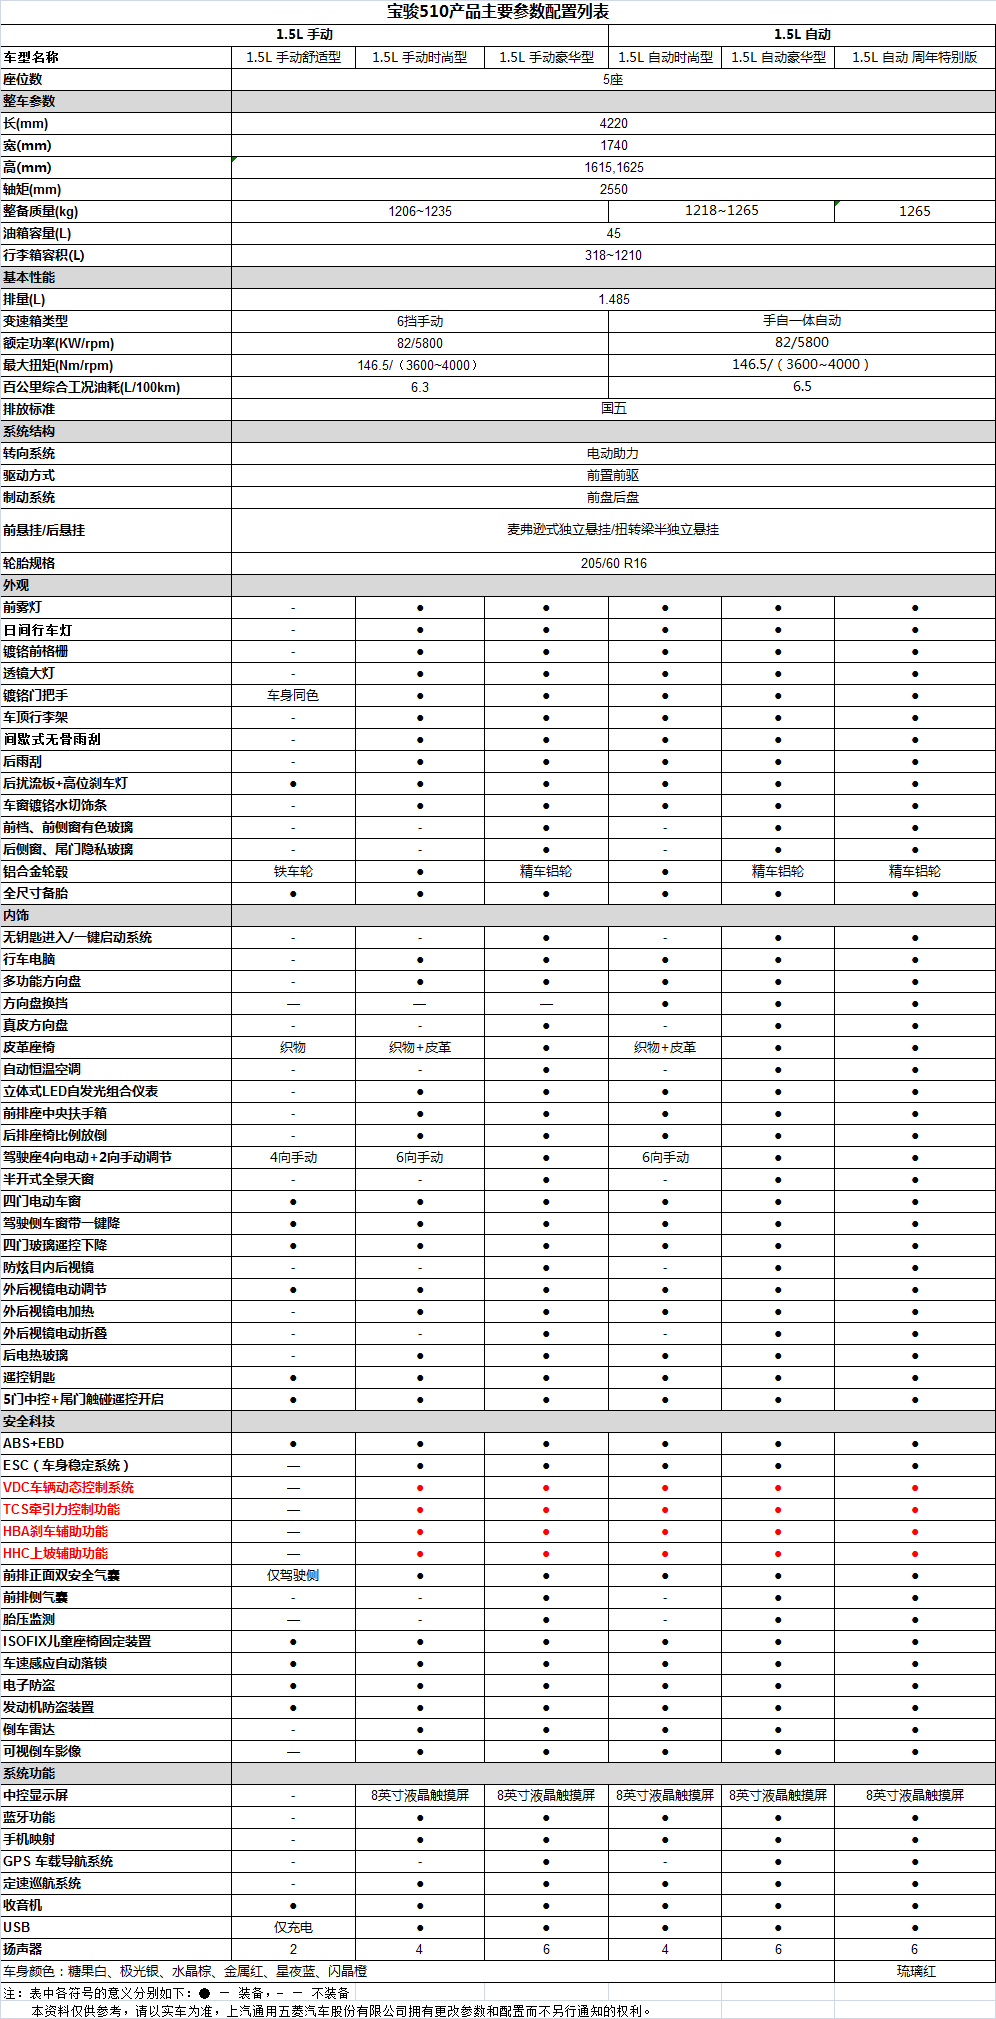 宝骏510产品主要参数配置列表
1.5L 手动 1.5L 自动
车型名称 1.5L 手动舒适型 1.5L 手动时尚型 1.5L 手动豪华型 1.5L 自动时尚型 1.5L 自动豪华型 1.5L 自动 周年特别版
座位数 5座
整车参数
长(mm) 4220
宽(mm) 1740
高(mm) 1615,1625
轴矩(mm) 2550
整备质量(kg) 1206~1235 1218~1265 1265
油箱容量(L) 45
行李箱容积(L) 318~1210
基本性能
排量(L) 1.485
变速箱类型 6挡手动 手自一体自动
额定功率(KW/rpm) 82/5800 82/5800
最大扭矩(Nm/rpm) 146.5/（3600~4000） 146.5/（3600~4000）
百公里综合工况油耗(L/100km) 6.3 6.5
排放标准 国五
系统结构
转向系统 电动助力
驱动方式 前置前驱
制动系统 前盘后盘
前悬挂/后悬挂 麦弗逊式独立悬挂/扭转梁半独立悬挂
轮胎规格 205/60 R16
外观
前雾灯 - ● ● ● ● ●
日间行车灯 - ● ● ● ● ●
镀铬前格栅 - ● ● ● ● ●
透镜大灯 - ● ● ● ● ●
镀铬门把手 车身同色 ● ● ● ● ●
车顶行李架 - ● ● ● ● ●
间歇式无骨雨刮 - ● ● ● ● ●
后雨刮 - ● ● ● ● ●
后扰流板+高位刹车灯 ● ● ● ● ● ●
车窗镀铬水切饰条 - ● ● ● ● ●
前档、前侧窗有色玻璃 - - ● - ● ●
后侧窗、尾门隐私玻璃 - - ● - ● ●
铝合金轮毂 铁车轮 ● 精车铝轮 ● 精车铝轮 精车铝轮
全尺寸备胎 ● ● ● ● ● ●
内饰
无钥匙进入/一键启动系统 - - ● - ● ●
行车电脑 - ● ● ● ● ●
多功能方向盘 - ● ● ● ● ●
方向盘换挡 — — — ● ● ●
真皮方向盘 - - ● - ● ●
皮革座椅 织物 织物+皮革 ● 织物+皮革 ● ●
自动恒温空调 - - ● - ● ●
立体式LED自发光组合仪表 - ● ● ● ● ●
前排座中央扶手箱 - ● ● ● ● ●
后排座椅比例放倒 - ● ● ● ● ●
驾驶座4向电动+2向手动调节 4向手动 6向手动 ● 6向手动 ● ●
半开式全景天窗 - - ● - ● ●
四门电动车窗 ● ● ● ● ● ●
驾驶侧车窗带一键降 ● ● ● ● ● ●
四门玻璃遥控下降 ● ● ● ● ● ●
防炫目内后视镜 - - ● - ● ●
外后视镜电动调节 ● ● ● ● ● ●
外后视镜电加热 - ● ● ● ● ●
外后视镜电动折叠 - - ● - ● ●
后电热玻璃 - ● ● ● ● ●
遥控钥匙 ● ● ● ● ● ●
5门中控+尾门触碰遥控开启 ● ● ● ● ● ●
安全科技
ABS+EBD ● ● ● ● ● ●
ESC（车身稳定系统） — ● ● ● ● ●
VDC车辆动态控制系统 — ● ● ● ● ●
TCS牵引力控制功能 — ● ● ● ● ●
HBA刹车辅助功能 — ● ● ● ● ●
HHC上坡辅助功能 — ● ● ● ● ●
前排正面双安全气囊 仅驾驶侧 ● ● ● ● ●
前排侧气囊 - - ● - ● ●
胎压监测 — - ● - ● ●
ISOFIX儿童座椅固定装置 ● ● ● ● ● ●
车速感应自动落锁 ● ● ● ● ● ●
电子防盗 ● ● ● ● ● ●
发动机防盗装置 ● ● ● ● ● ●
倒车雷达 - ● ● ● ● ●
可视倒车影像 — ● ● ● ● ●
系统功能
中控显示屏 - 8英寸液晶触摸屏 8英寸液晶触摸屏 8英寸液晶触摸屏 8英寸液晶触摸屏 8英寸液晶触摸屏
蓝牙功能 - ● ● ● ● ●
手机映射 - ● ● ● ● ●
GPS 车载导航系统 - - ● - ● ●
定速巡航系统 - ● ● ● ● ●
收音机 ● ● ● ● ● ●
USB 仅充电 ● ● ● ● ●
扬声器 2 4 6 4 6 6
车身颜色：糖果白、极光银、水晶棕、金属红、星夜蓝、闪晶橙 琉璃红
注：表中各符号的意义分别如下：● — 装备，- — 不装备
本资料仅供参考，请以实车为准，上汽通用五菱汽车股份有限公司拥有更改参数和配置而不另行通知的权利。